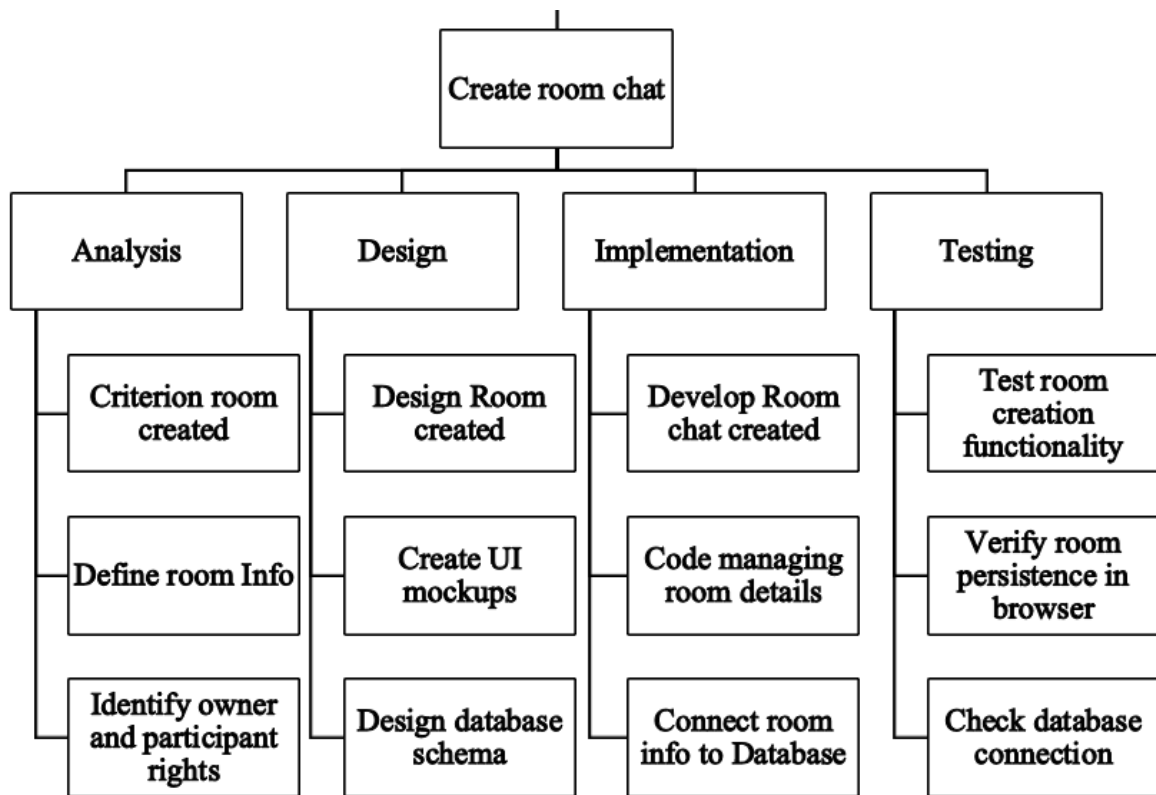 Create room chat
Analysis
Design
Implementation
Testing
Criterion room
created
Design Room
created
Develop Room
chat created
Test room
creation
functionality
Define room Info
Create UI
mockups
Code managing
room details
Verify room
persistence in
browser
Identify owner
and participant
rights
Design database
schema
Connect room
info to Database
Check database
connection